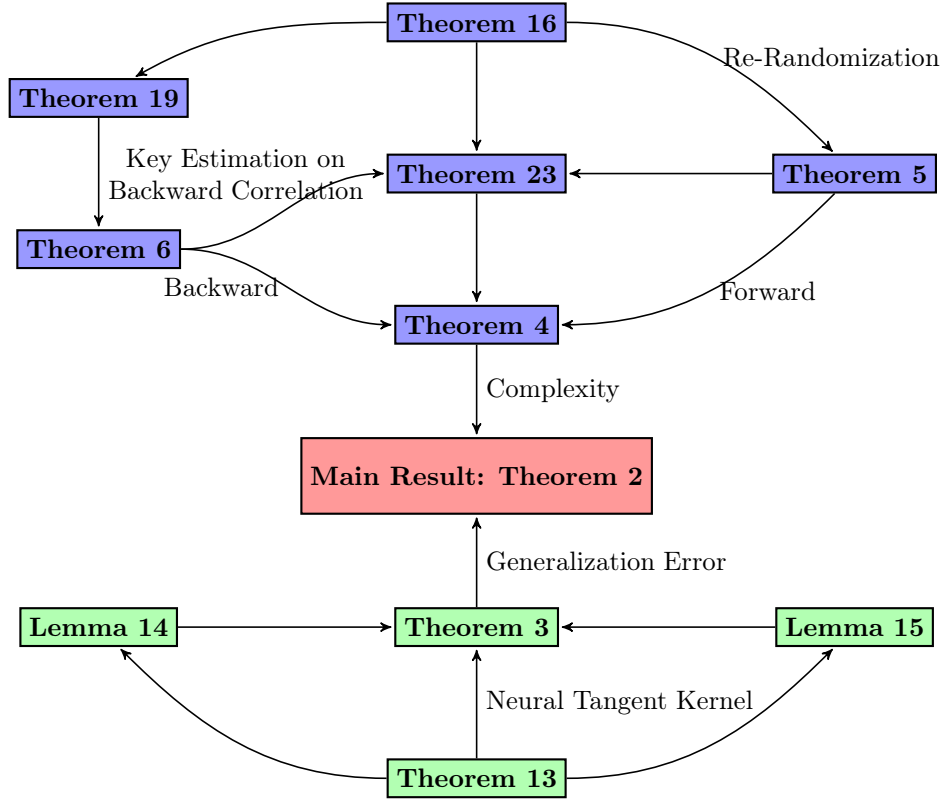 Theorem 16
Re-Randomization
Theorem 19
Key Estimation on
Backward Correlation
Theorem 23
Theorem 5
Theorem 6
Backward
Forward
Theorem 4
Complexity
Main Result: Theorem 2
Generalization Error
Lemma 14
Theorem 3
Lemma 15
Neural Tangent Kernel
Theorem 13